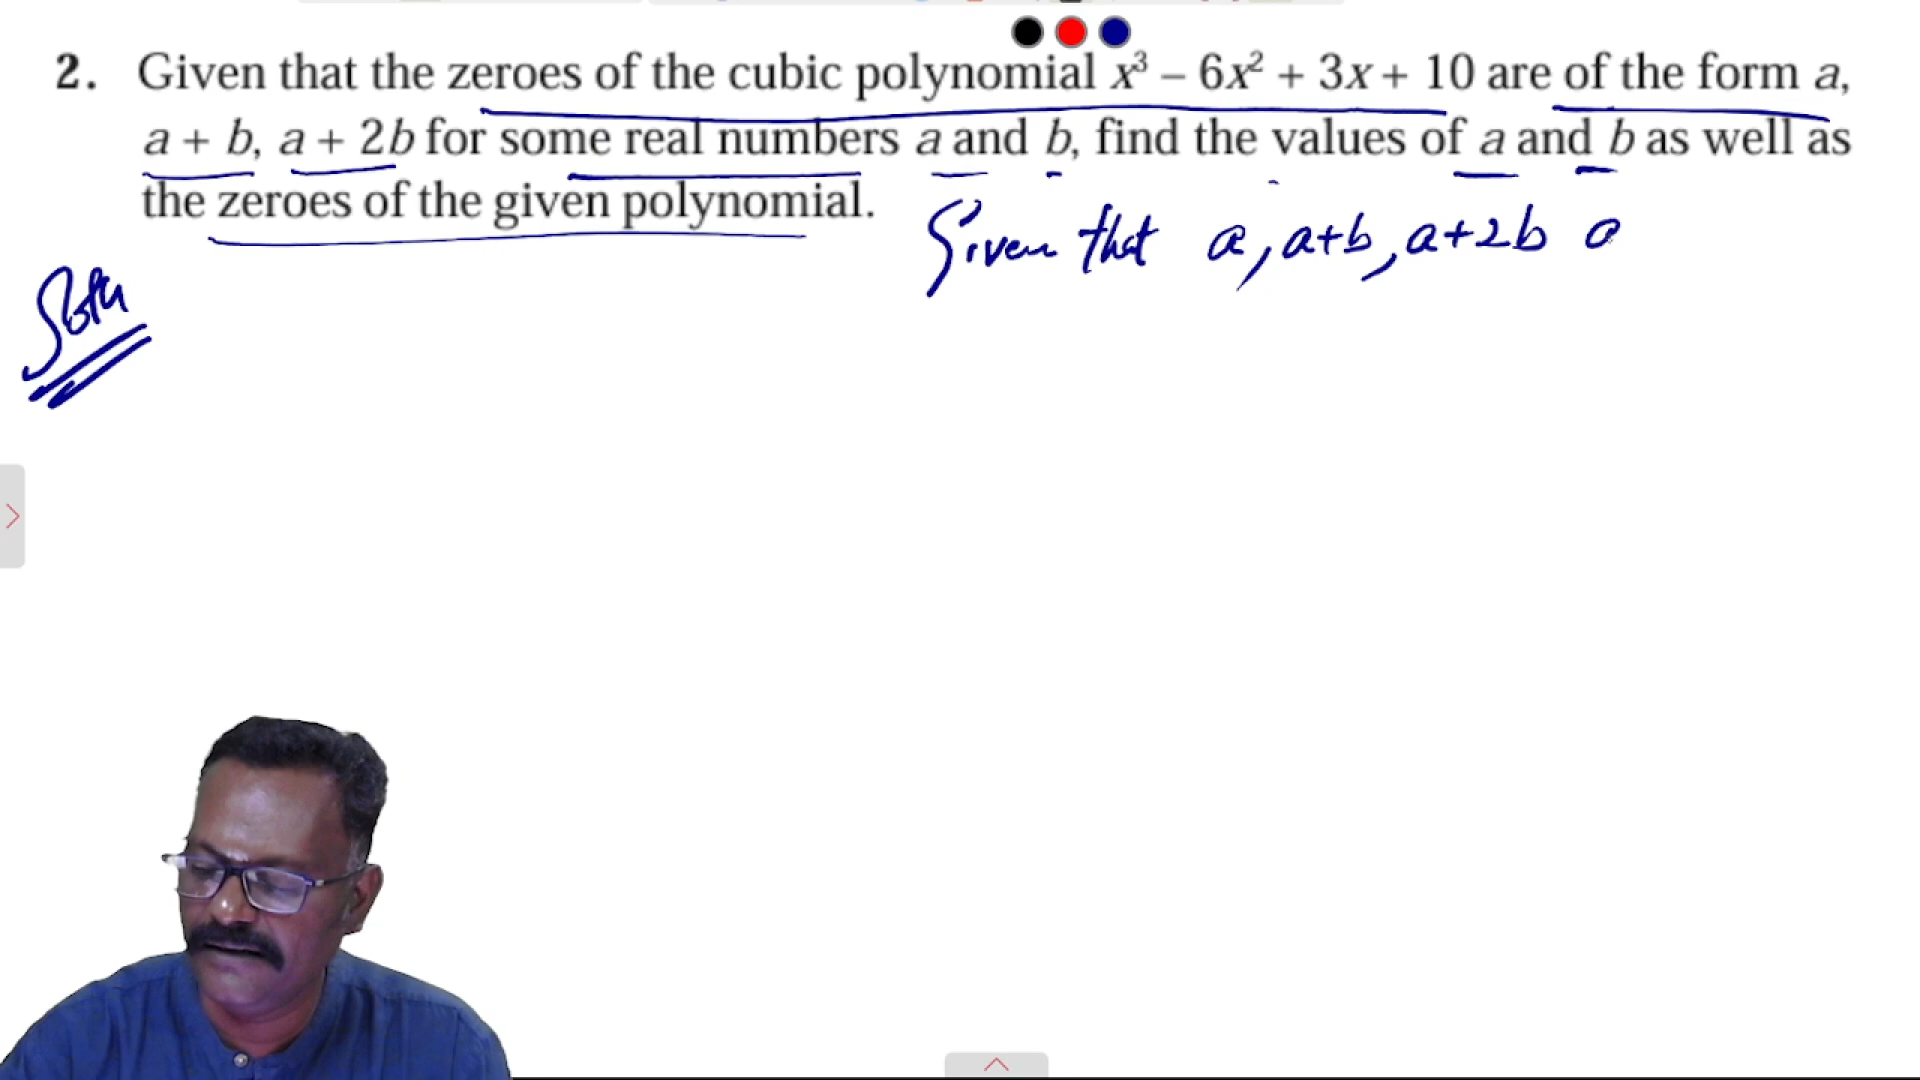 2. Given that the zeroes of the cubic polynomial x³ – 6x² + 3x + 10 are of the form a,
a + b, a + 2b for some real numbers a and b, find the values of a and b as well as
the zeroes of the given polynomial.
Given that a, a+b, a+2b a
Soln